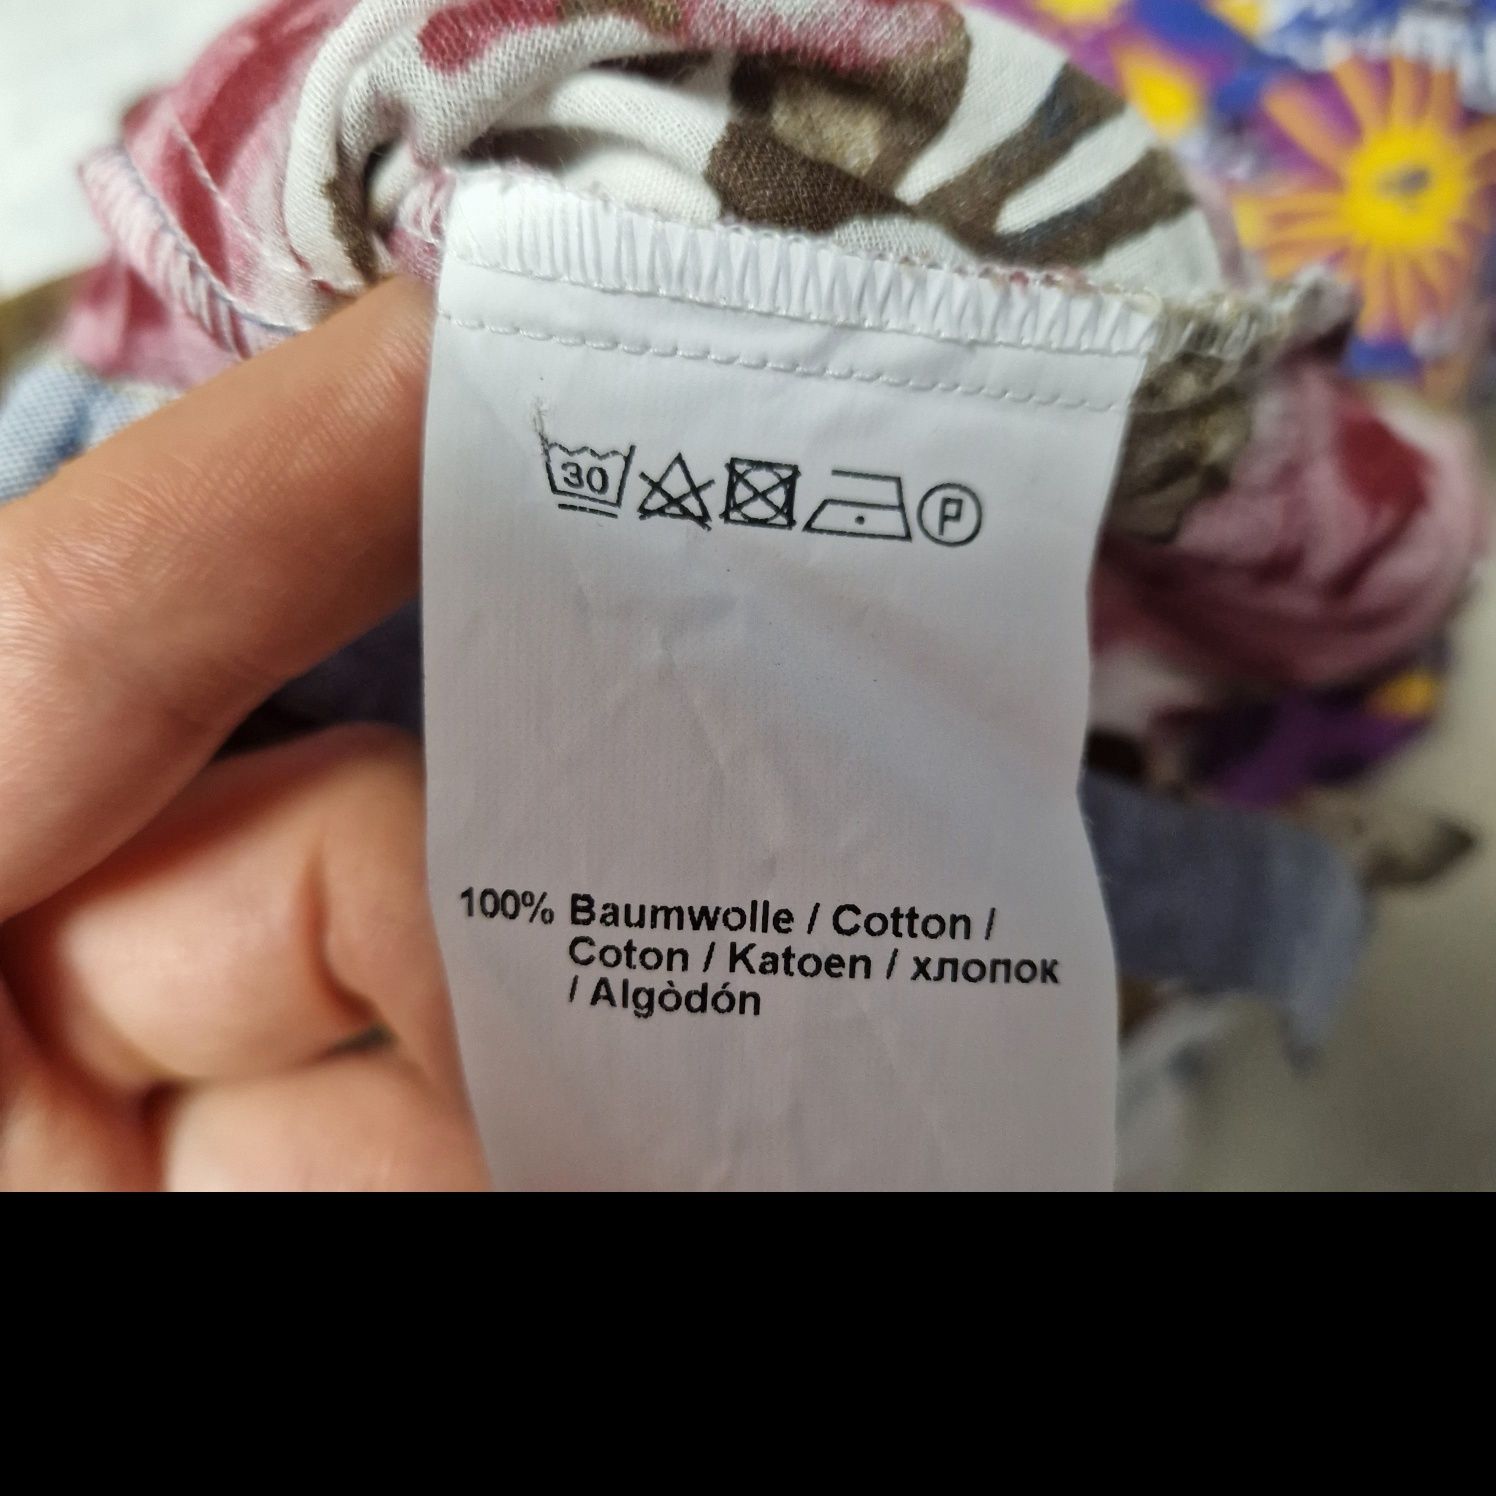 30
P
100% Baumwolle / Cotton /
Coton / Katoen / хлопок
/ Algòdón